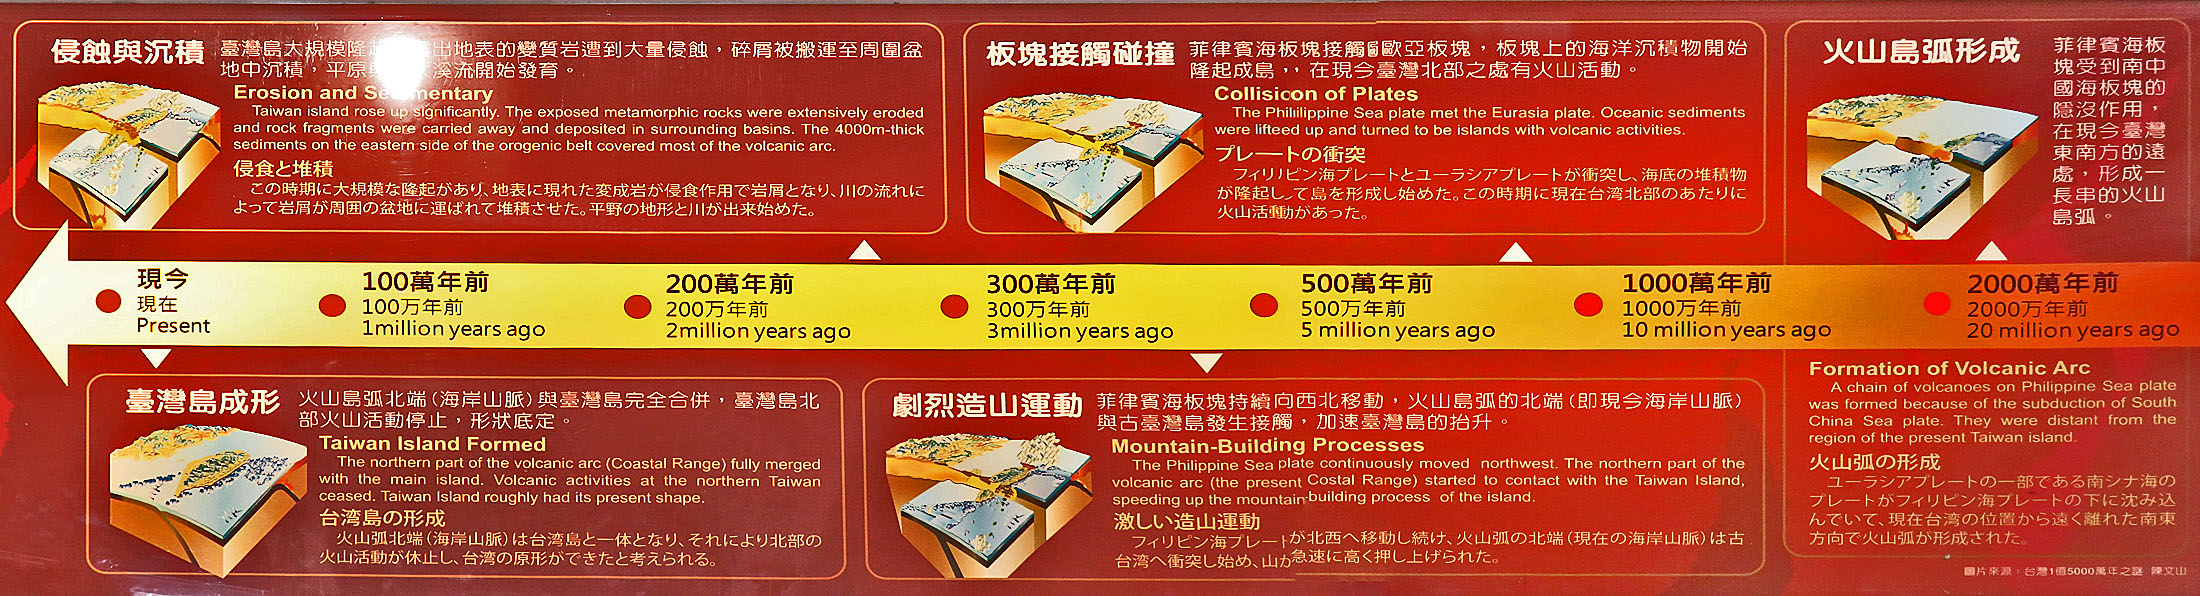 侵蝕與沉積
臺灣島大規模隆 出地表的變質岩遭到大量侵蝕，碎屑被搬運至周圍盆
地中沉積，平原 溪流開始發育。
Erosion and Se mentary
Taiwan island rose up significantly. The exposed metamorphic rocks were extensively eroded
and rock fragments were carried away and deposited in surrounding basins. The 4000m-thick
sediments on the eastern side of the orogenic belt covered most of the volcanic arc.
侵食と堆積
この時期に大規模な隆起があり、地表に現れた変成岩が侵食作用で岩屑となり、川の流れに
よって岩屑が周囲の盆地に運ばれて堆積させた。平野の地形と川が出来始めた。
板塊接觸碰撞
菲律賓海板塊接觸 歐亞板塊，板塊上的海洋沉積物開始
隆起成島，，在現今臺灣北部之處有火山活動。
Collisicon of Plates
The Phililippine Sea plate met the Eurasia plate. Oceanic sediments
were lifteed up and turned to be islands with volcanic activities.
プレートの衝突
フィリピン海プレートとユーラシアプレートが衝突し、海底の堆積物
が隆起して島を形成し始めた。この時期に現在台湾北部のあたりに
火山活動があった。
火山島弧形成
菲律賓海板
塊受到南中
國海板塊的
隱沒作用，
在現今臺灣
東南方的遠
處，形成一
長串的火山
島弧。
現今
現在
Present
100萬年前
100万年前
1million years ago
200萬年前
200万年前
2million years ago
300萬年前
300万年前
3million years ago
500萬年前
500万年前
5 million years ago
1000萬年前
1000万年前
10 million years ago
2000萬年前
2000万年前
20 million years ago
臺灣島成形
火山島弧北端（海岸山脈）與臺灣島完全合併，臺灣島北
部火山活動停止，形狀底定。
Taiwan Island Formed
The northern part of the volcanic arc (Coastal Range) fully merged
with the main island. Volcanic activities at the northern Taiwan
ceased. Taiwan Island roughly had its present shape.
台湾島の形成
火山弧北端（海岸山脈）は台湾島と一体となり、それにより北部の
火山活動が休止し、台湾の原形ができたと考えられる。
劇烈造山運動
菲律賓海板塊持續向西北移動，火山島弧的北端（即現今海岸山脈）
與古臺灣島發生接觸，加速臺灣島的抬升。
Mountain-Building Processes
The Philippine Sea plate continuously moved northwest. The northern part of the
volcanic arc (the present Costal Range) started to contact with the Taiwan Island,
speeding up the mountain building process of the island.
激しい造山運動
フィリピン海プレートが北西へ移動し続け、火山弧の北端（現在の海岸山脈）は古
台湾へ衝突し始め、山が急速に高く押し上げられた。
Formation of Volcanic Arc
A chain of volcanoes on Philippine Sea plate
was formed because of the subduction of South
China Sea plate. They were distant from the
region of the present Taiwan island.
火山弧の形成
ユーラシアプレートの一部である南シナ海の
プレートがフィリピン海プレートの下に沈み込
んでいて、現在台湾の位置から遠く離れた南東
方向で火山弧が形成された。
圖片來源：台灣1億5000萬年之謎 陳文山